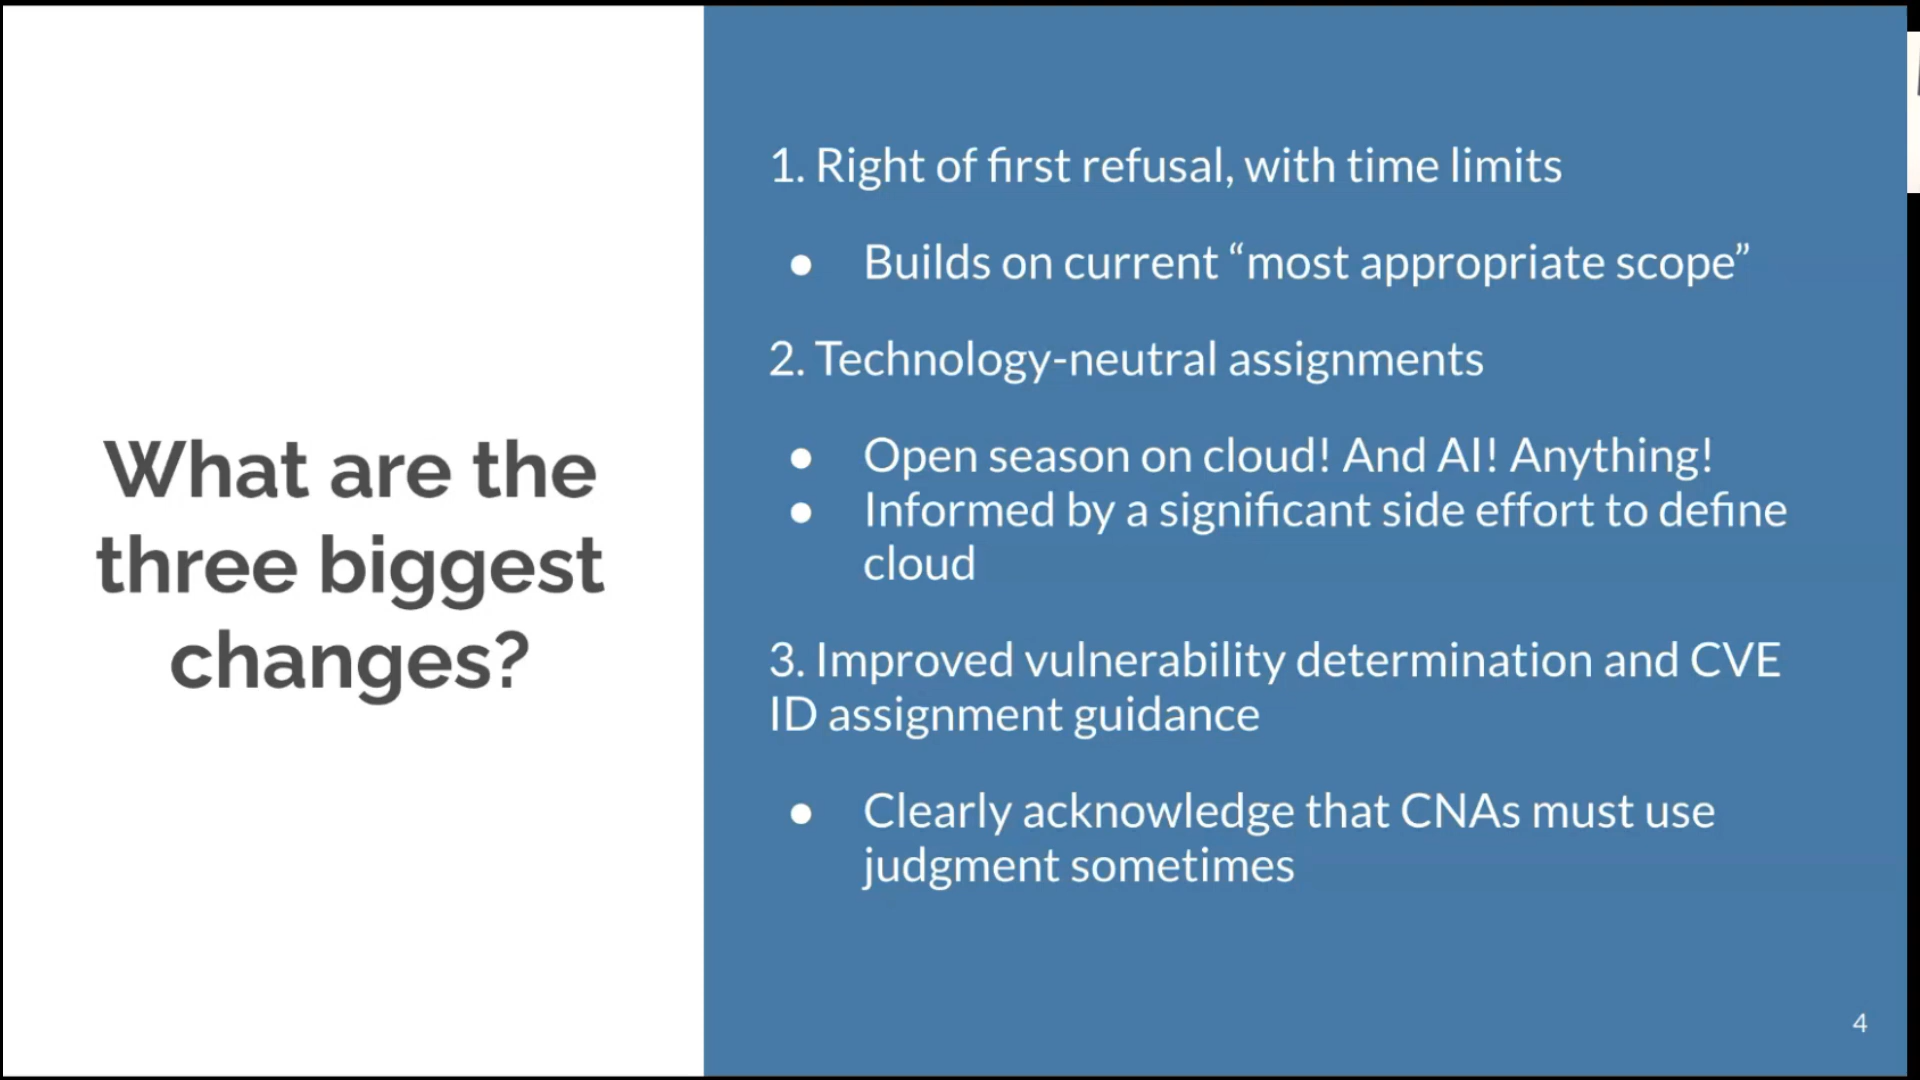 What are the
three biggest
changes?
1. Right of first refusal, with time limits
● Builds on current “most appropriate scope”
2. Technology-neutral assignments
● Open season on cloud! And AI! Anything!
● Informed by a significant side effort to define
cloud
3. Improved vulnerability determination and CVE
ID assignment guidance
● Clearly acknowledge that CNAs must use
judgment sometimes
4